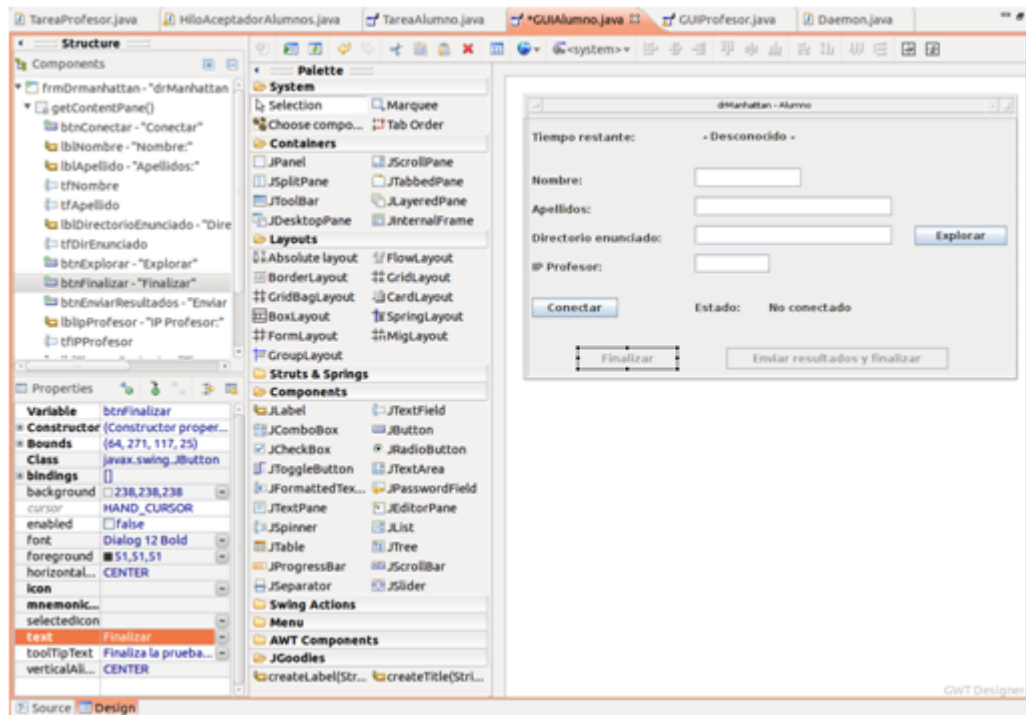 TareaProfesor.java HiloAceptadorAlumnos.java TareaAlumno.java *GUIAlumno.java GUIProfesor.java Daemon.java
Structure
Components
frmDrmanhattan - "drManhattan
getContentPane()
btnConectar - "Conectar"
lblNombre - "Nombre:"
lblApellido - "Apellidos:"
tfNombre
tfApellido
lblDirectorioEnunciado - "Dire
tfDirEnunciado
btnExplorar - "Explorar"
btnFinalizar - "Finalizar"
btnEnviarResultados - "Enviar
lblIpProfesor - "IP Profesor:"
tfIPProfesor
Properties
Variable btnFinalizar
Constructor (Constructor proper...
Bounds (64, 271, 117, 25)
Class javax.swing.JButton
bindings []
background 238,238,238
cursor HAND_CURSOR
enabled false
font Dialog 12 Bold
foreground 51,51,51
horizontal... CENTER
icon
mnemonic...
selectedIcon
text Finalizar
toolTipText Finaliza la prueba...
verticalAli... CENTER
Source Design
<system>
Palette
System
Selection Marquee
Choose compo... Tab Order
Containers
JPanel JScrollPane
JSplitPane JTabbedPane
JToolBar JLayeredPane
JDesktopPane JInternalFrame
Layouts
Absolute layout FlowLayout
BorderLayout GridLayout
GridBagLayout CardLayout
BoxLayout SpringLayout
FormLayout MigLayout
GroupLayout
Struts & Springs
Components
JLabel JTextField
JComboBox JButton
JCheckBox JRadioButton
JToggleButton JTextArea
JFormattedTex... JPasswordField
JTextPane JEditorPane
JSpinner JList
JTable JTree
JProgressBar JScrollBar
JSeparator JSlider
Swing Actions
Menu
AWT Components
JGoodies
createLabel(Str... createTitle(Stri...
drManhattan - Alumno
Tiempo restante: - Desconocido -
Nombre:
Apellidos:
Directorio enunciado: Explorar
IP Profesor:
Conectar Estado: No conectado
Finalizar Enviar resultados y finalizar
GWT Designer